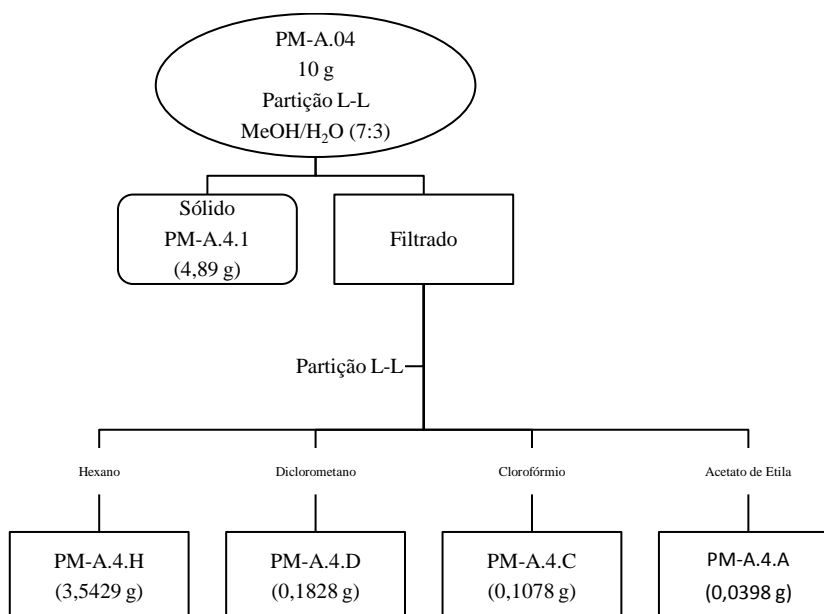 PM-A.04
10 g
Partição L-L
MeOH/H₂O (7:3)
Sólido
PM-A.4.1
(4,89 g)
Filtrado
Partição L-L
Hexano
Diclorometano
Clorofórmio
Acetato de Etila
PM-A.4.H
(3,5429 g)
PM-A.4.D
(0,1828 g)
PM-A.4.C
(0,1078 g)
PM-A.4.A
(0,0398 g)